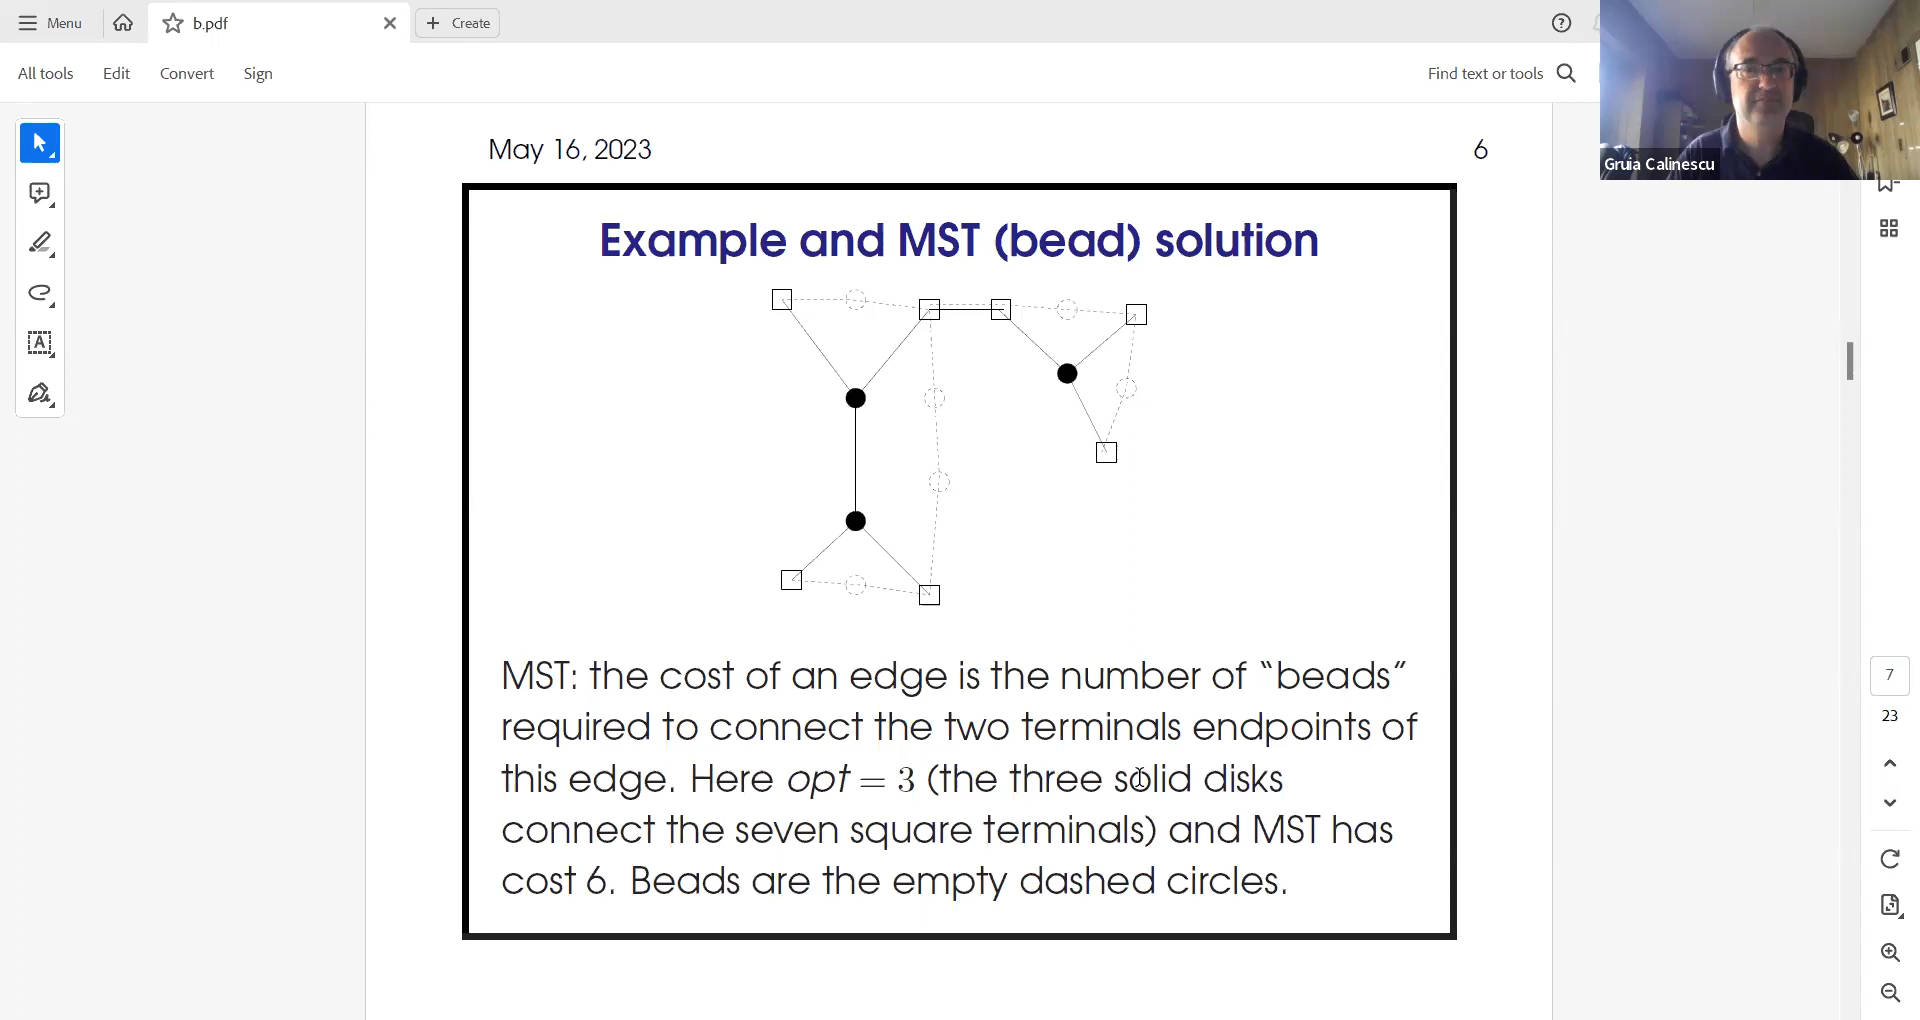 Menu
b.pdf
Create
All tools
Edit
Convert
Sign
Find text or tools
Gruia Calinescu
May 16, 2023
6
Example and MST (bead) solution
MST: the cost of an edge is the number of “beads”
required to connect the two terminals endpoints of
this edge. Here opt = 3 (the three solid disks
connect the seven square terminals) and MST has
cost 6. Beads are the empty dashed circles.
7
23